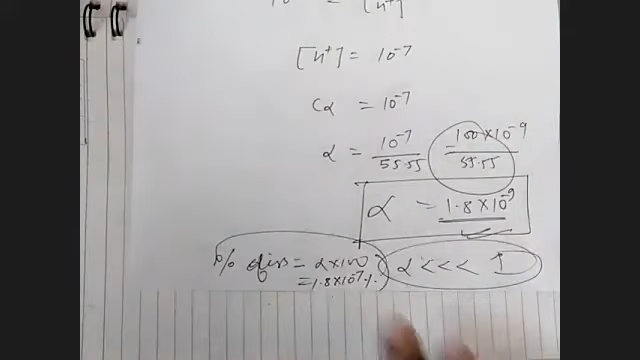 = [H⁺]
[H⁺] = 10⁻⁷
Cα = 10⁻⁷
α = 10⁻⁷/55.55 = 100×10⁻⁹/55.55
α = 1.8×10⁻⁹
% diss = α×100
= 1.8×10⁻⁷%
α <<< 1